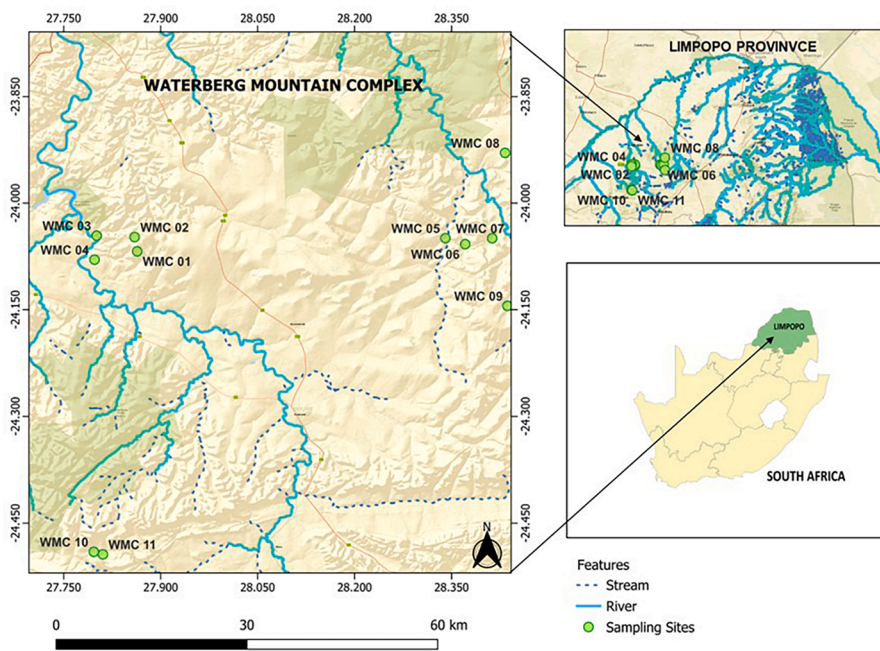 27.750 27.900 28.050 28.200 28.350
WATERBERG MOUNTAIN COMPLEX
-23.850
-24.000
-24.150
-24.300
-24.450
WMC 08
WMC 03
WMC 02
WMC 04
WMC 01
WMC 05
WMC 07
WMC 06
WMC 09
WMC 10
WMC 11
N
-23.850
-24.000
-24.150
-24.300
-24.450
27.750 27.900 28.050 28.200 28.350
0 30 60 km
LIMPOPO PROVINVCE
WMC 04
WMC 08
WMC 02
WMC 06
WMC 10
WMC 11
LIMPOPO
SOUTH AFRICA
Features
Stream
River
Sampling Sites